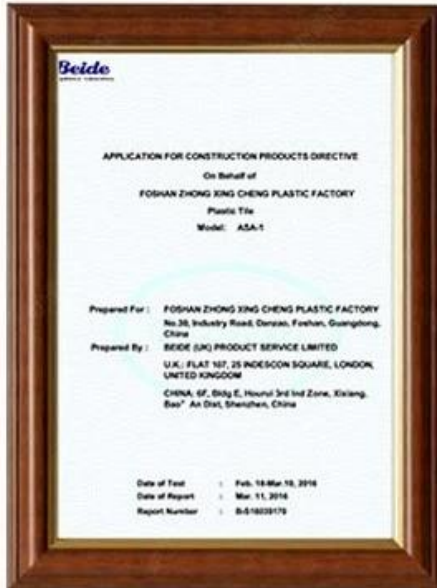 Beide
APPLICATION FOR CONSTRUCTION PRODUCTS DIRECTIVE
On Behalf of
FOSHAN ZHONG XING CHENG PLASTIC FACTORY
Plastic Tile
Model: ASA-1
Prepared For : FOSHAN ZHONG XING CHENG PLASTIC FACTORY
No.39, Industry Road, Danzao, Foshan, Guangdong,
China
Prepared By : BEIDE (UK) PRODUCT SERVICE LIMITED
U.K.: FLAT 107, 25 INDESCON SQUARE, LONDON,
UNITED KINGDOM
CHINA: 6F, Bldg E, Hourui 3rd Ind Zone, Xixiang,
Bao" An Dist, Shenzhen, China
Date of Test : Feb. 18-Mar.10, 2016
Date of Report : Mar. 11, 2016
Report Number :